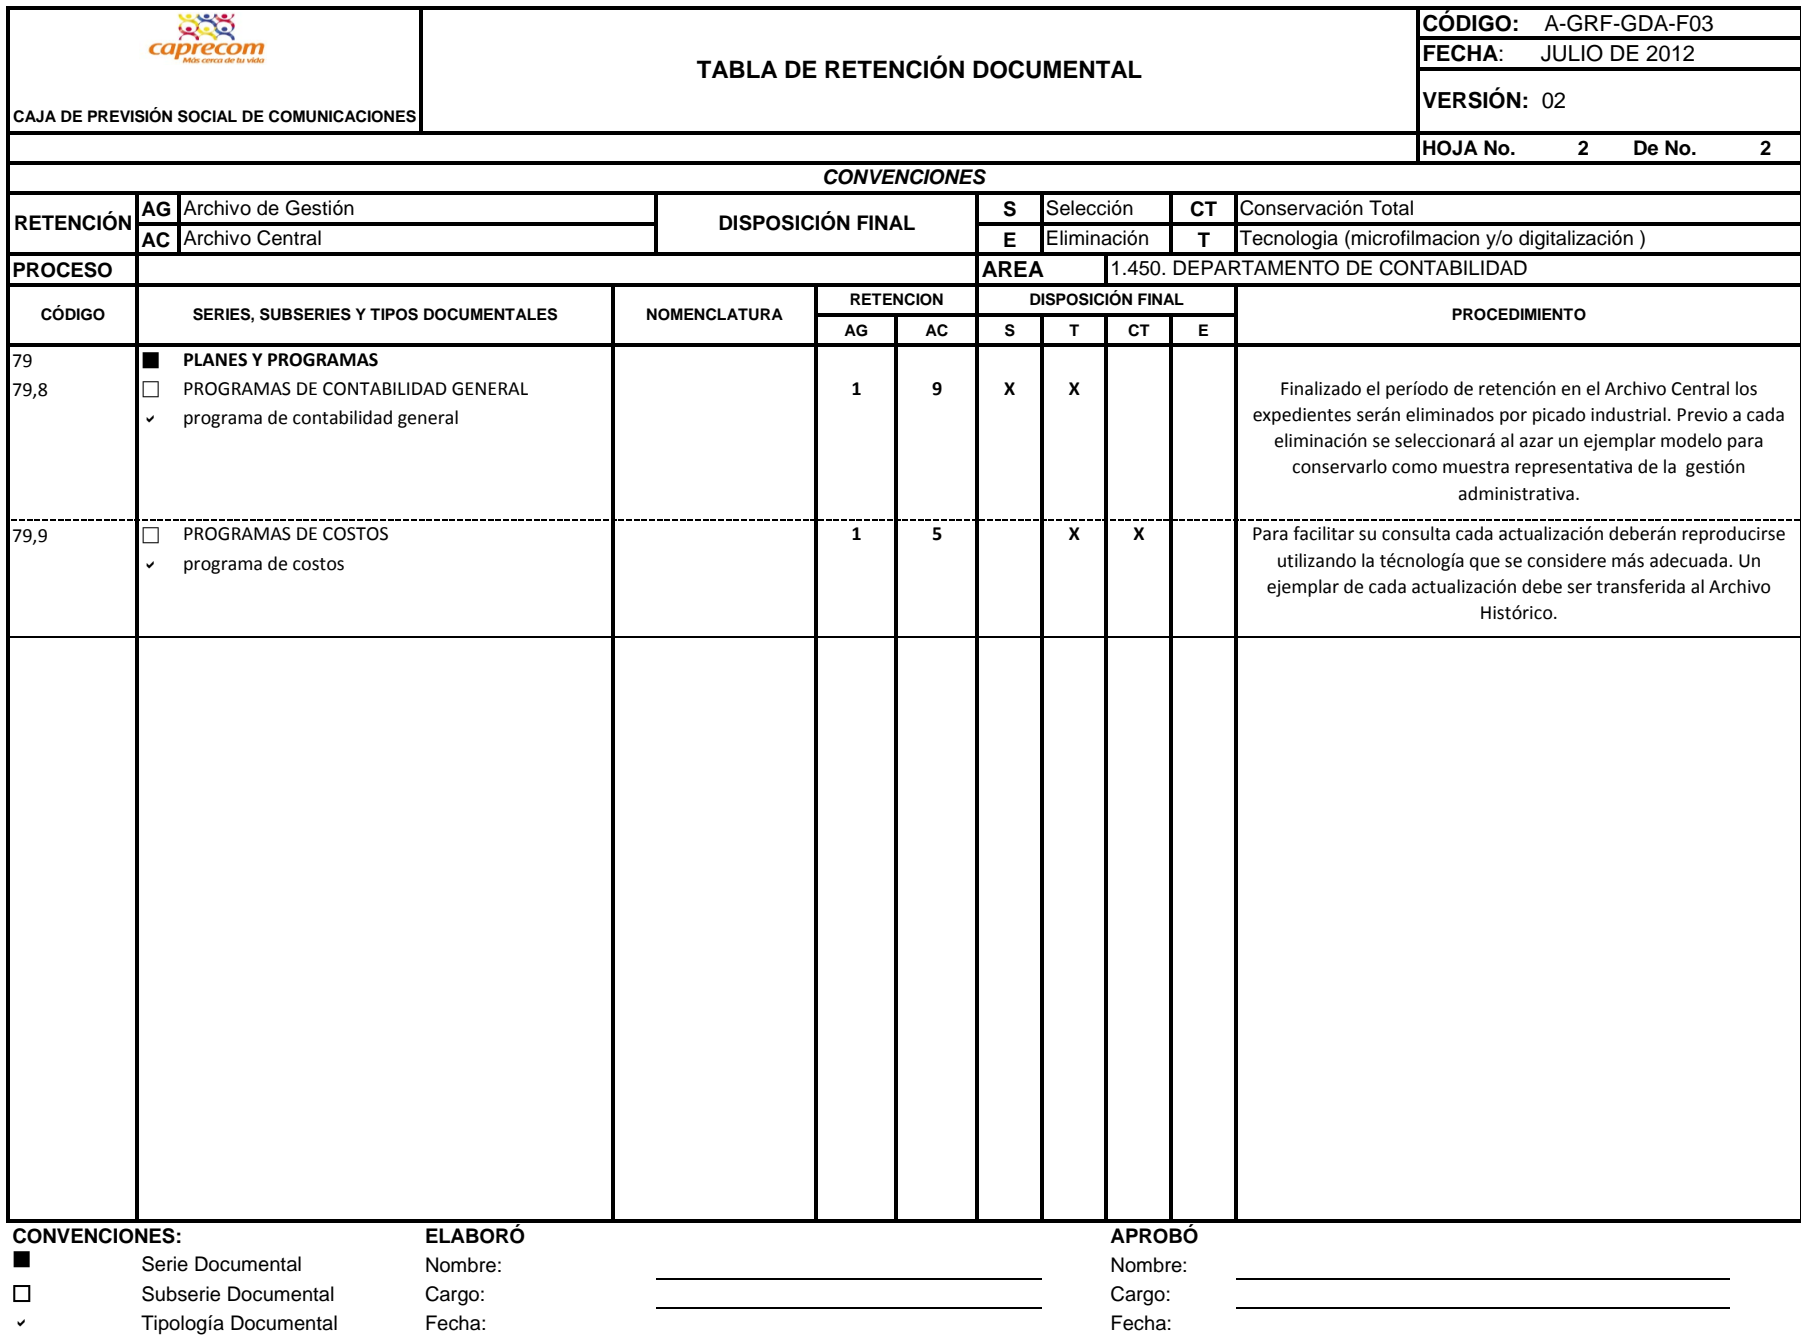 caprecom
Más cerca de tu vida
CAJA DE PREVISIÓN SOCIAL DE COMUNICACIONES
TABLA DE RETENCIÓN DOCUMENTAL
CÓDIGO: A-GRF-GDA-F03
FECHA: JULIO DE 2012
VERSIÓN: 02
HOJA No. 2 De No. 2
CONVENCIONES
RETENCIÓN AG Archivo de Gestión DISPOSICIÓN FINAL S Selección CT Conservación Total
AC Archivo Central E Eliminación T Tecnologia (microfilmacion y/o digitalización )
PROCESO AREA 1.450. DEPARTAMENTO DE CONTABILIDAD
CÓDIGO SERIES, SUBSERIES Y TIPOS DOCUMENTALES NOMENCLATURA RETENCION DISPOSICIÓN FINAL PROCEDIMIENTO
AG AC S T CT E
79 ■ PLANES Y PROGRAMAS
79,8 □ PROGRAMAS DE CONTABILIDAD GENERAL 1 9 X X Finalizado el período de retención en el Archivo Central los
✓ programa de contabilidad general expedientes serán eliminados por picado industrial. Previo a cada
eliminación se seleccionará al azar un ejemplar modelo para
conservarlo como muestra representativa de la gestión
administrativa.
79,9 □ PROGRAMAS DE COSTOS 1 5 X X Para facilitar su consulta cada actualización deberán reproducirse
✓ programa de costos utilizando la técnología que se considere más adecuada. Un
ejemplar de cada actualización debe ser transferida al Archivo
Histórico.
CONVENCIONES: ELABORÓ APROBÓ
■ Serie Documental Nombre: Nombre:
□ Subserie Documental Cargo: Cargo:
✓ Tipología Documental Fecha: Fecha: